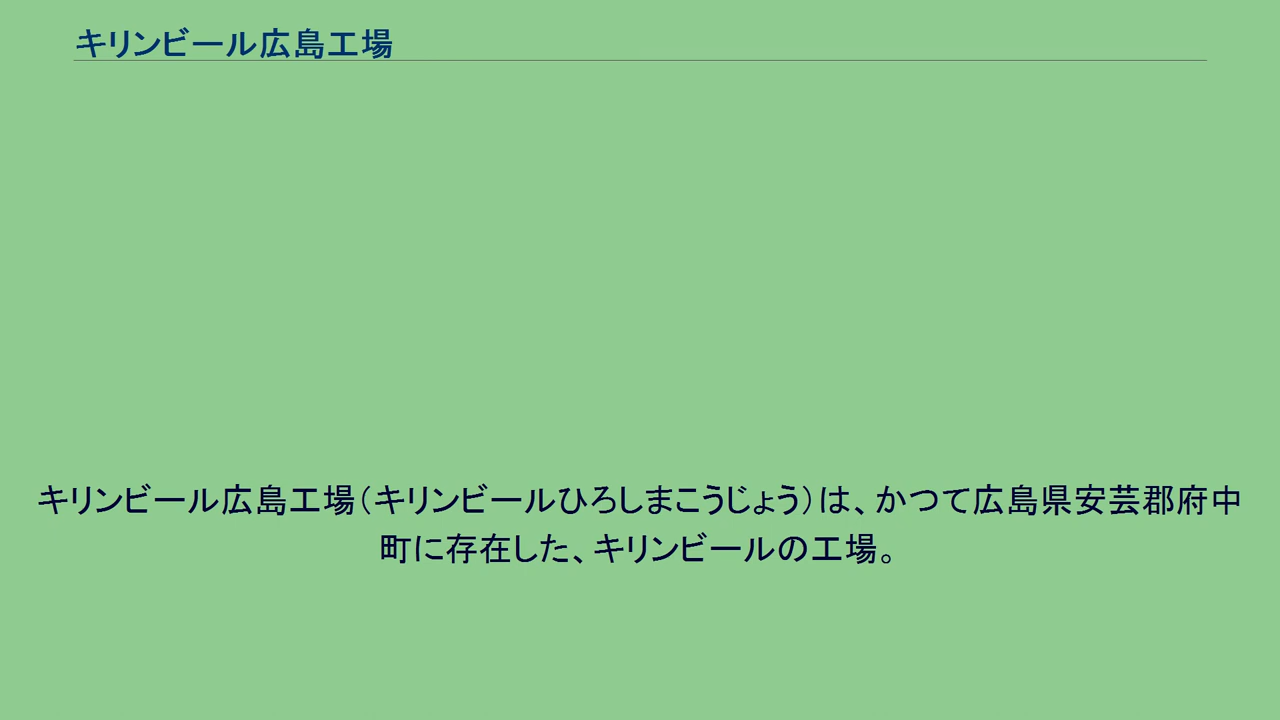 キリンビール広島工場
キリンビール広島工場（キリンビールひろしまこうじょう）は、かつて広島県安芸郡府中
町に存在した、キリンビールの工場。